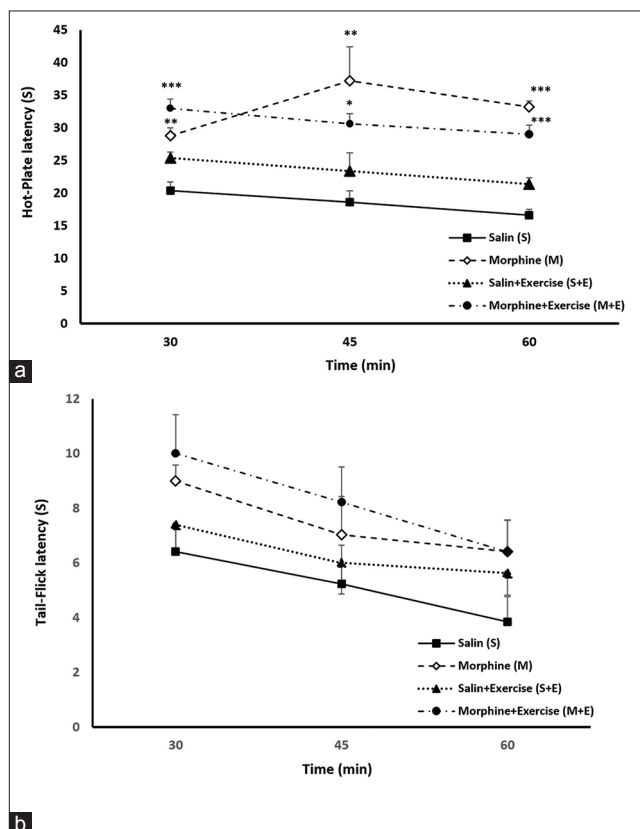 45
40
35
30
25
20
15
10
5
0
Hot-Plate latency (S)
**
***
**
*
***
***
Salin (S)
Morphine (M)
Salin+Exercise (S+E)
Morphine+Exercise (M+E)
30
45
60
Time (min)
a
12
10
8
6
4
2
0
Tail-Flick latency (S)
Salin (S)
Morphine (M)
Salin+Exercise (S+E)
Morphine+Exercise (M+E)
30
45
60
Time (min)
b